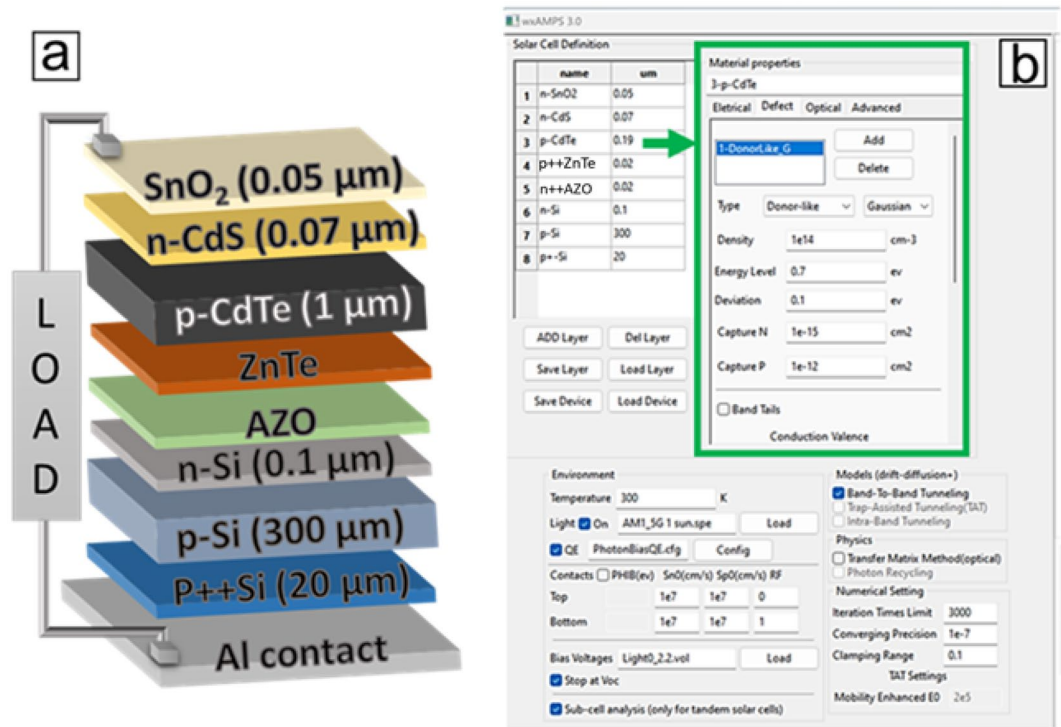 a
SnO₂ (0.05 μm)
n-CdS (0.07 μm)
p-CdTe (1 μm)
ZnTe
AZO
n-Si (0.1 μm)
p-Si (300 μm)
P++Si (20 μm)
Al contact
LOAD
b
wxAMPS 3.0
Solar Cell Definition
name um
1 n-SnO2 0.05
2 n-CdS 0.07
3 p-CdTe 0.19
4 p++ZnTe 0.02
5 n++AZO 0.02
6 n-Si 0.1
7 p-Si 300
8 p+-Si 20
ADD Layer Del Layer
Save Layer Load Layer
Save Device Load Device
Material properties
3-p-CdTe
Eletrical Defect Optical Advanced
1-DonorLike_G
Add
Delete
Type Donor-like Gaussian
Density 1e14 cm-3
Energy Level 0.7 ev
Deviation 0.1 ev
Capture N 1e-15 cm2
Capture P 1e-12 cm2
Band Tails
Conduction Valence
Environment
Temperature 300 K
Light On AM1_5G 1 sun.spe Load
QE PhotonBiasQE.cfg Config
Contacts PHIB(ev) Sn0(cm/s) Sp0(cm/s) RF
Top 1e7 1e7 0
Bottom 1e7 1e7 1
Bias Voltages Light0_2.2.vol Load
Stop at Voc
Sub-cell analysis (only for tandem solar cells)
Models (drift-diffusion+)
Band-To-Band Tunneling
Trap-Assisted Tunneling(TAT)
Intra-Band Tunneling
Physics
Transfer Matrix Method(optical)
Photon Recycling
Numerical Setting
Iteration Times Limit 3000
Converging Precision 1e-7
Clamping Range 0.1
TAT Settings
Mobility Enhanced E0 2e5